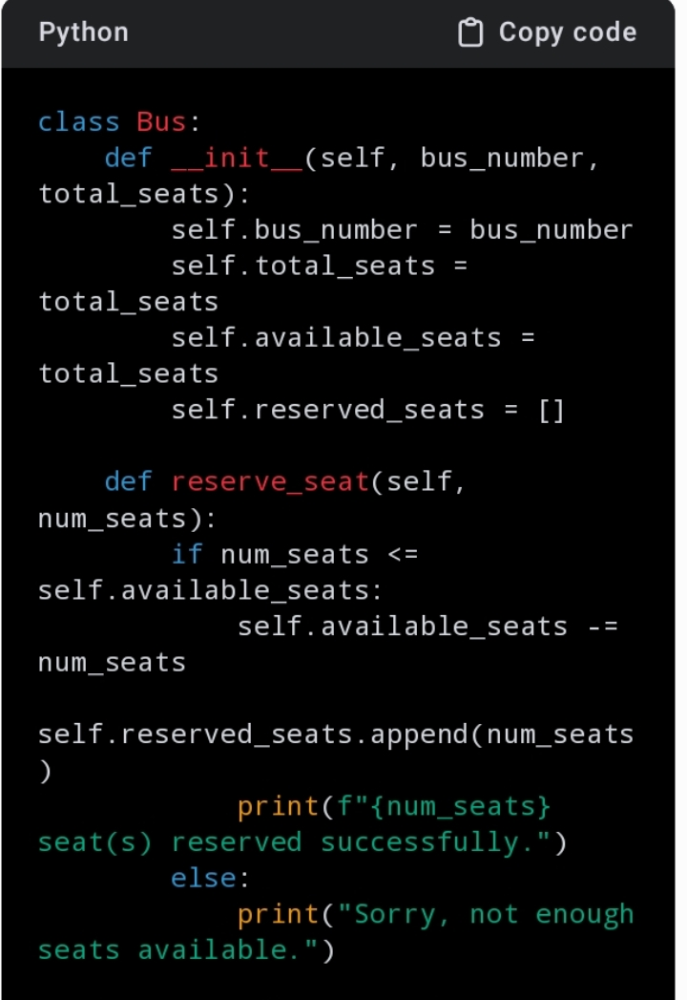 Python Copy code
class Bus:
    def __init__(self, bus_number,
total_seats):
        self.bus_number = bus_number
        self.total_seats =
total_seats
        self.available_seats =
total_seats
        self.reserved_seats = []
    def reserve_seat(self,
num_seats):
        if num_seats <=
self.available_seats:
            self.available_seats -=
num_seats
self.reserved_seats.append(num_seats
)
            print(f"{num_seats}
seat(s) reserved successfully.")
        else:
            print("Sorry, not enough
seats available.")